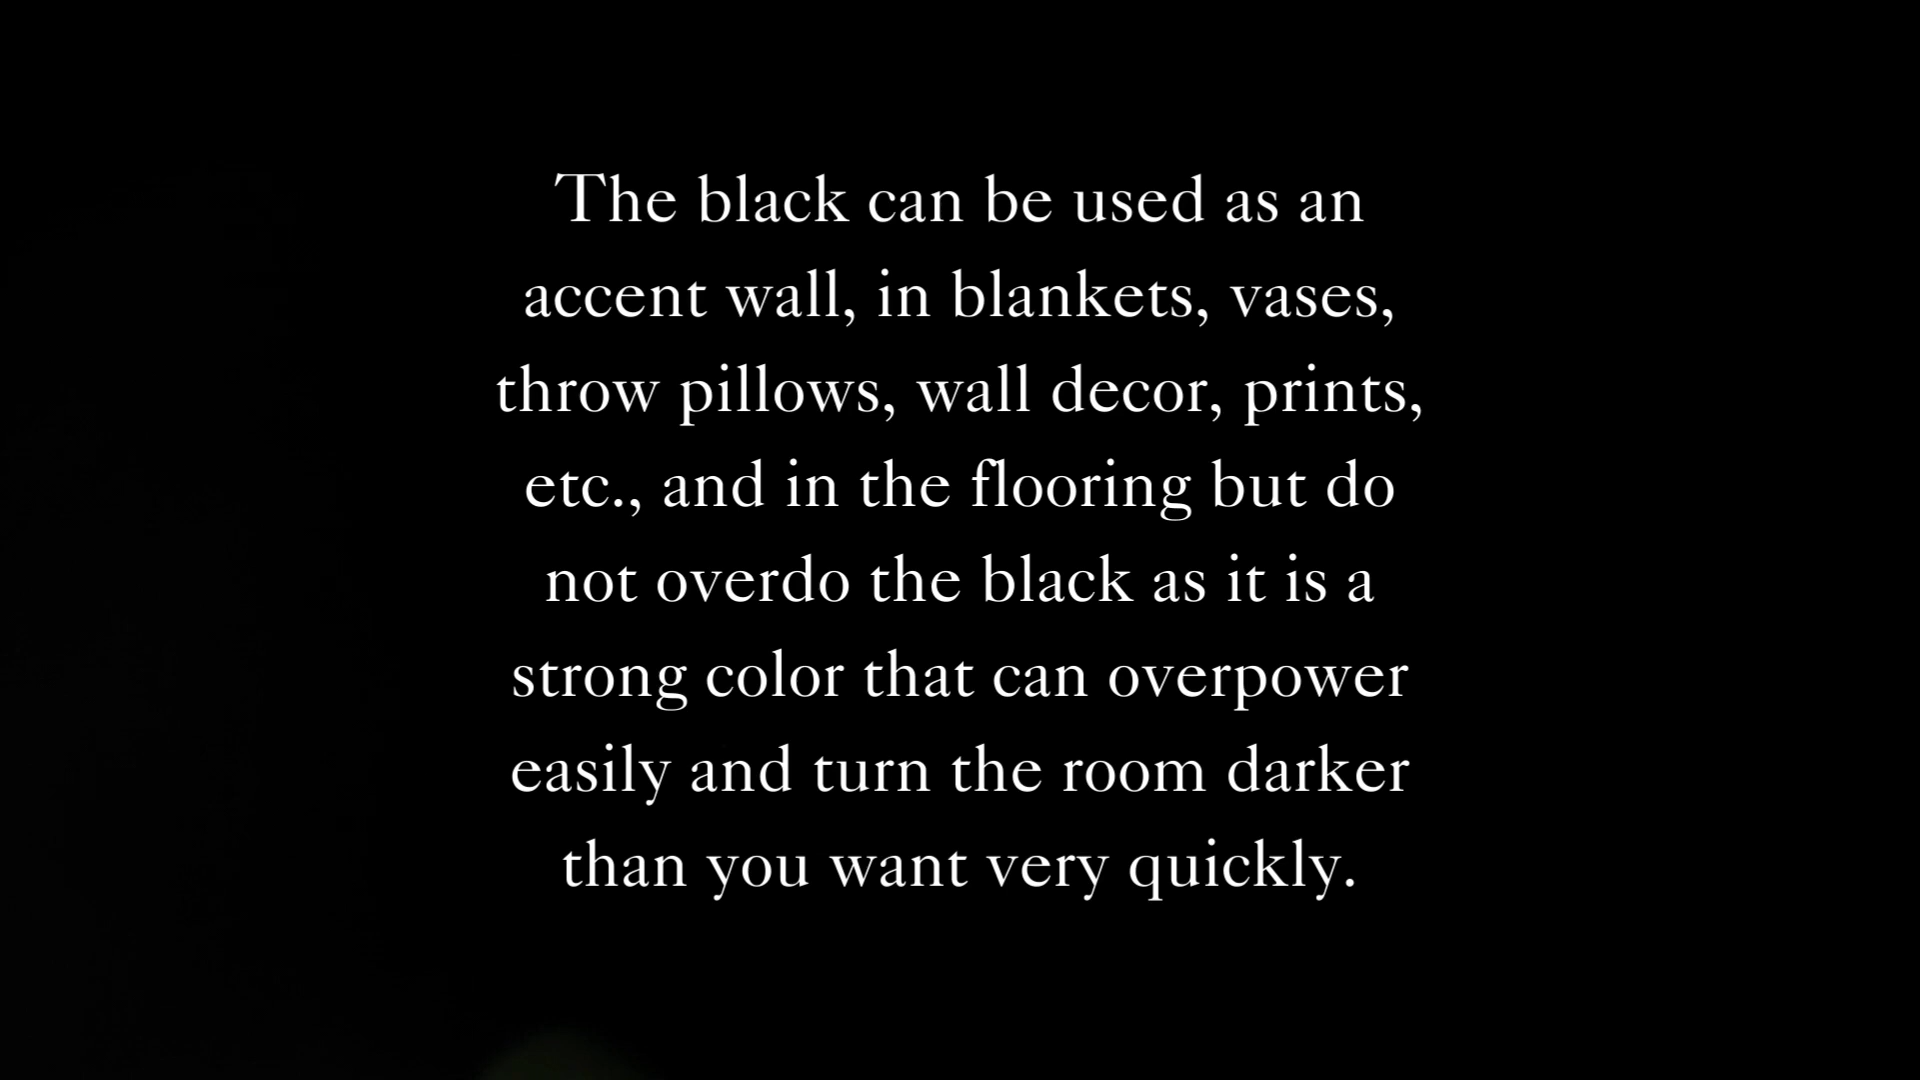 The black can be used as an
accent wall, in blankets, vases,
throw pillows, wall decor, prints,
etc., and in the flooring but do
not overdo the black as it is a
strong color that can overpower
easily and turn the room darker
than you want very quickly.